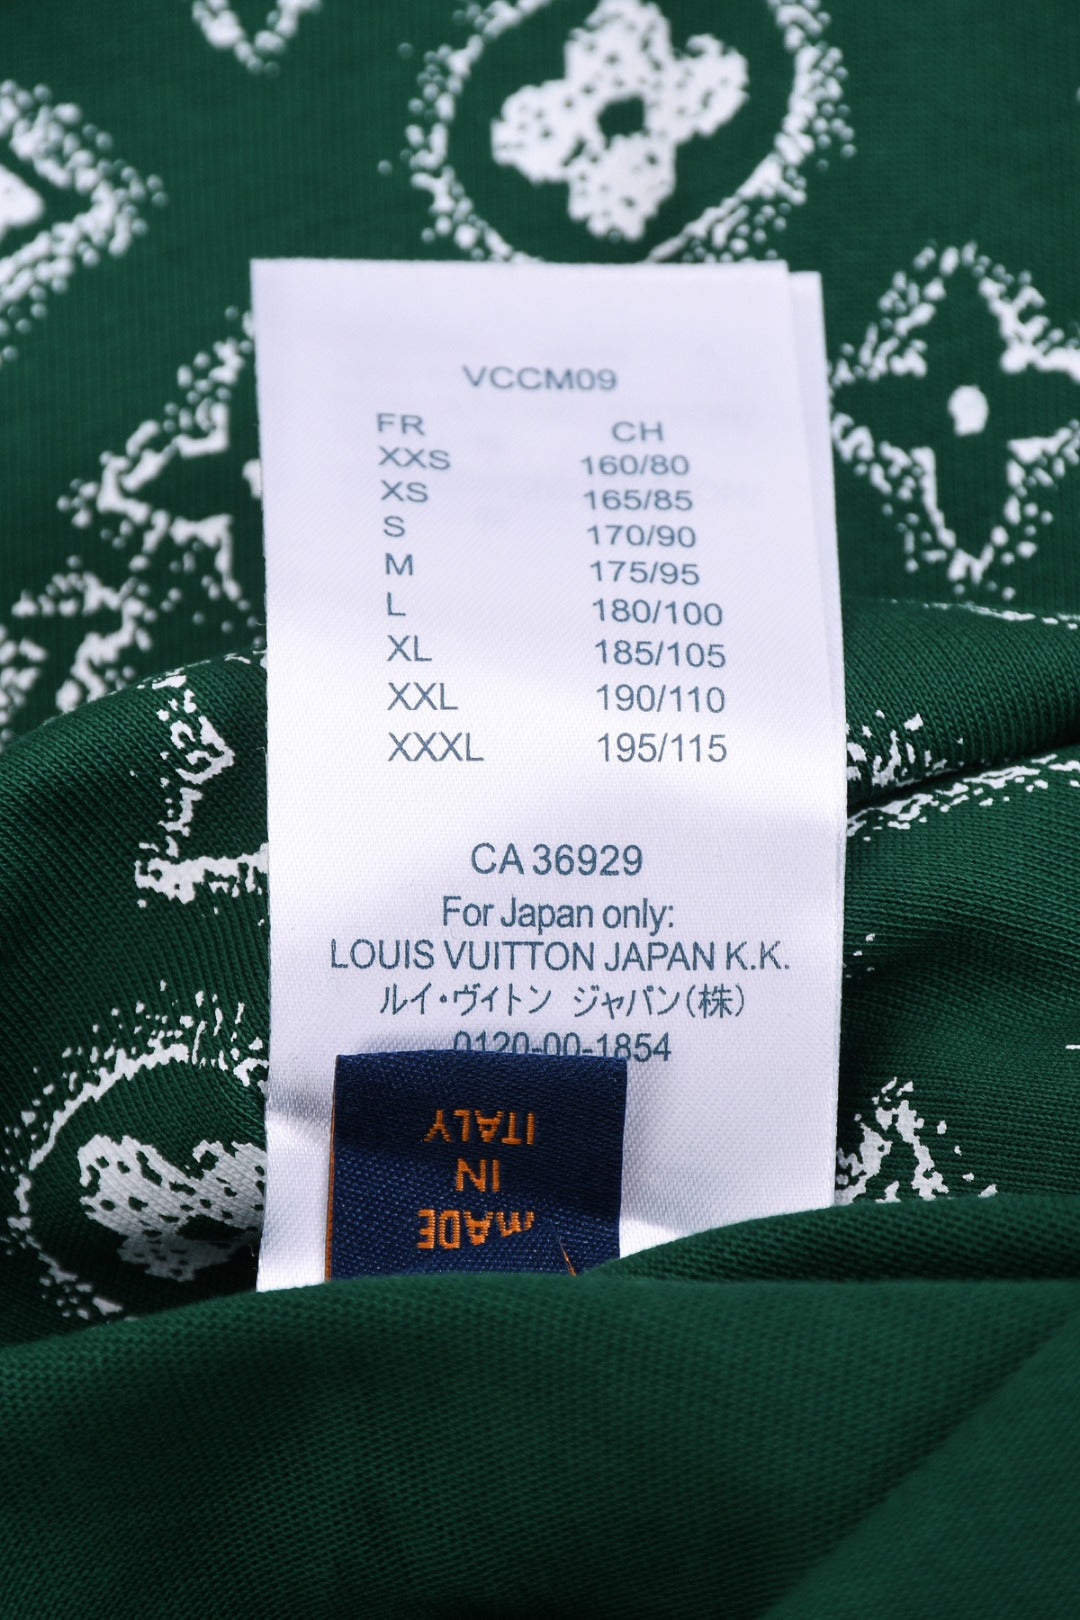 VCCM09
FR CH
XXS 160/80
XS 165/85
S 170/90
M 175/95
L 180/100
XL 185/105
XXL 190/110
XXXL 195/115
CA 36929
For Japan only:
LOUIS VUITTON JAPAN K.K.
ルイ・ヴィトン ジャパン(株)
0120-00-1854
MADE
IN
ITALY